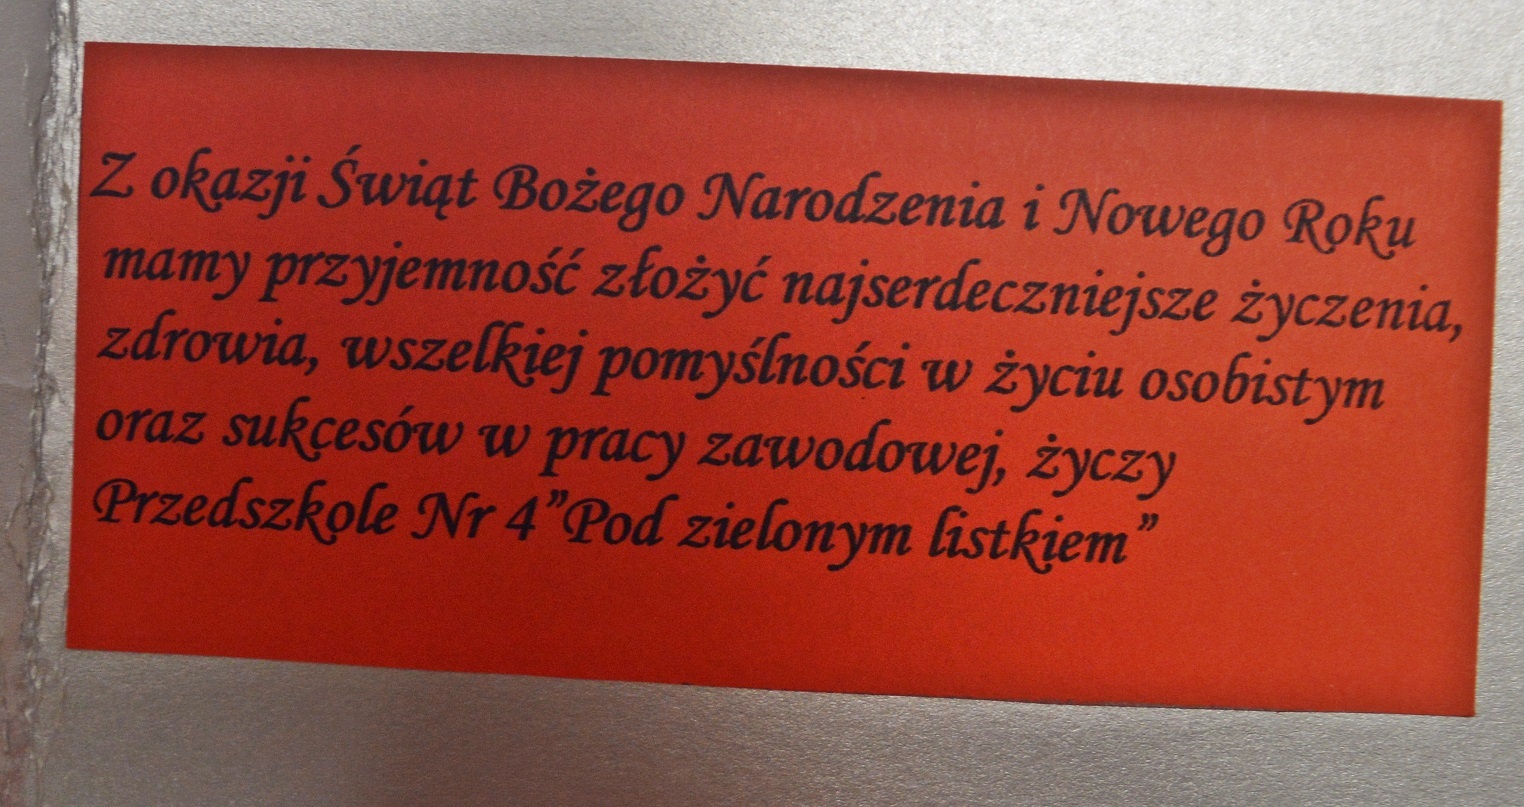 Z okazji Świąt Bożego Narodzenia i Nowego Roku
mamy przyjemność złożyć najserdeczniejsze życzenia,
zdrowia, wszelkiej pomyślności w życiu osobistym
oraz sukcesów w pracy zawodowej, życzy
Przedszkole Nr 4”Pod zielonym listkiem”